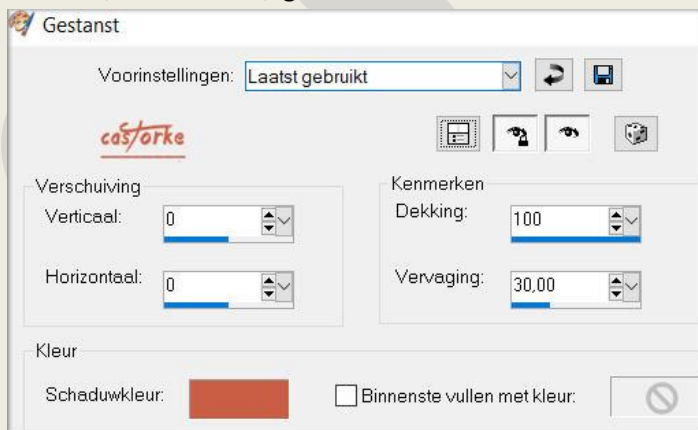 Gestanst
Voorinstellingen: Laatst gebruikt
castorke
Verschuiving
Verticaal: 0
Horizontaal: 0
Kenmerken
Dekking: 100
Vervaging: 30,00
Kleur
Schaduwkleur:
Binnenste vullen met kleur: